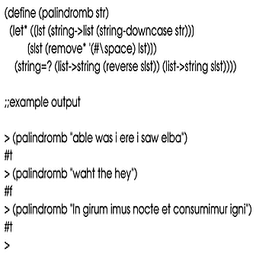 (define (palindromb str)
(let* ((lst (string->list (string-downcase str)))
(slst (remove* '(#\space) lst)))
(string=? (list->string (reverse slst)) (list->string slst))))
;;example output
> (palindromb "able was i ere i saw elba")
#t
> (palindromb "waht the hey")
#f
> (palindromb "In girum imus nocte et consumimur igni")
#t
>